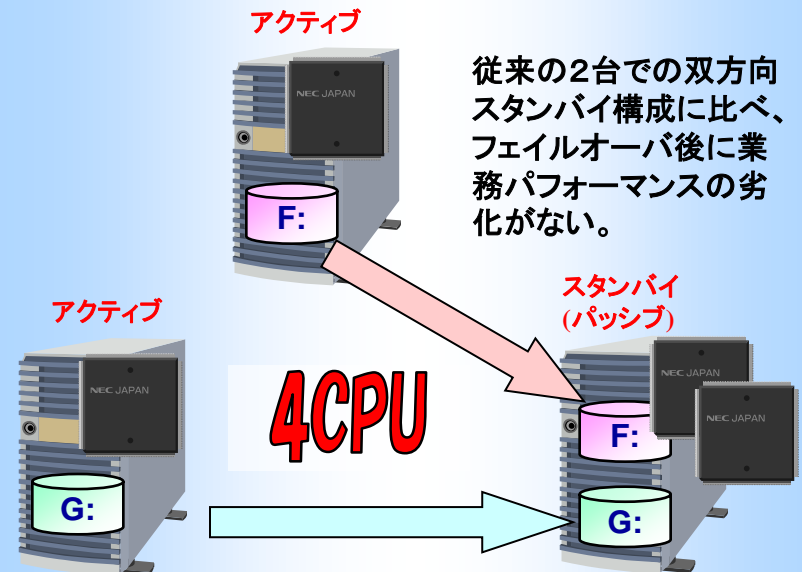 アクティブ
NEC JAPAN
F:
従来の２台での双方向
スタンバイ構成に比べ、
フェイルオーバ後に業
務パフォーマンスの劣
化がない。
アクティブ
NEC JAPAN
G:
4CPU
スタンバイ
(パッシブ)
NEC JAPAN
NEC JAPAN
F:
G: